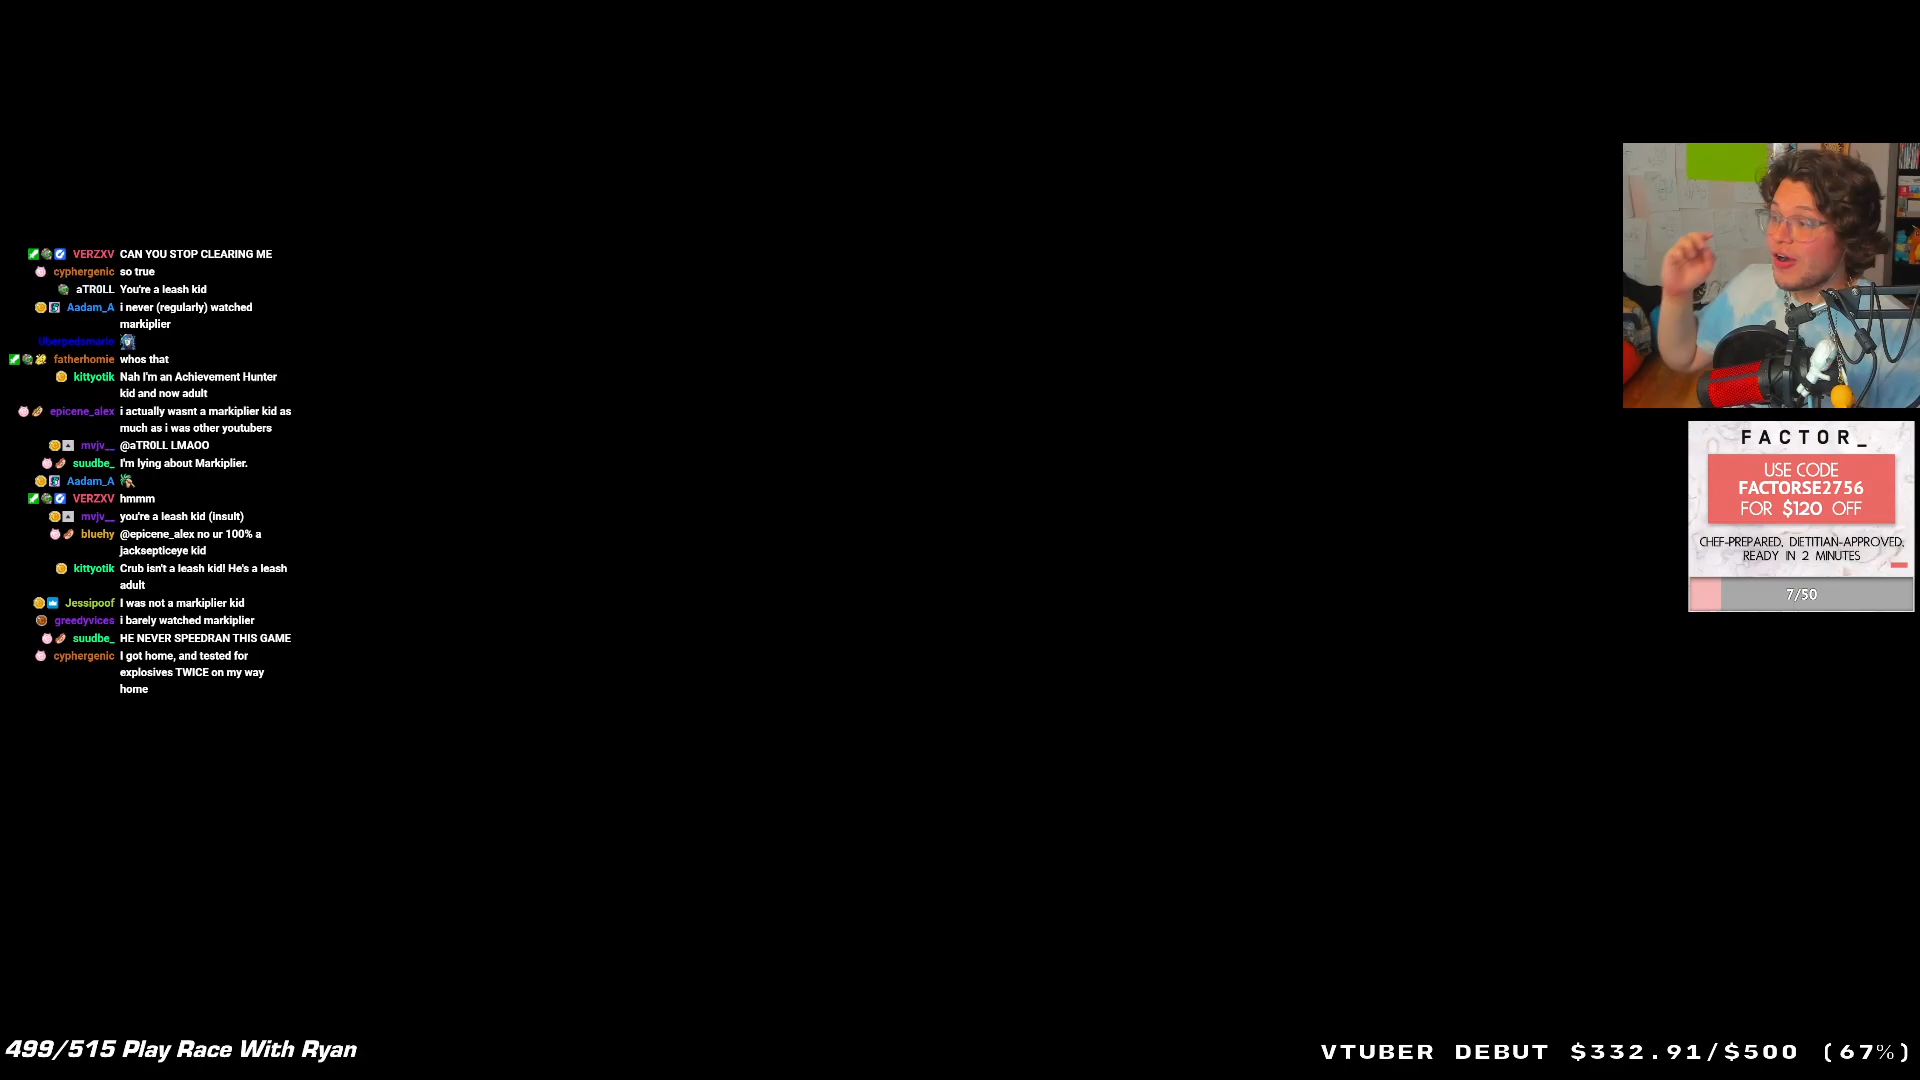 VERZXV CAN YOU STOP CLEARING ME
cyphergenic so true
aTR0LL You're a leash kid
Aadam_A i never (regularly) watched
markiplier
Uberpedsmario
fatherhomie whos that
kittyotik Nah I'm an Achievement Hunter
kid and now adult
epicene_alex i actually wasnt a markiplier kid as
much as i was other youtubers
mvjv__ @aTR0LL LMAOO
suudbe_ I'm lying about Markiplier.
Aadam_A
VERZXV hmmm
mvjv__ you're a leash kid (insult)
bluehy @epicene_alex no ur 100% a
jacksepticeye kid
kittyotik Crub isn't a leash kid! He's a leash
adult
Jessipoof I was not a markiplier kid
greedyvices i barely watched markiplier
suudbe_ HE NEVER SPEEDRAN THIS GAME
cyphergenic I got home, and tested for
explosives TWICE on my way
home
FACTOR_
USE CODE
FACTORSE2756
FOR $120 OFF
CHEF-PREPARED, DIETITIAN-APPROVED,
READY IN 2 MINUTES
7/50
499/515 Play Race With Ryan
VTUBER DEBUT $332.91/$500 (67%)